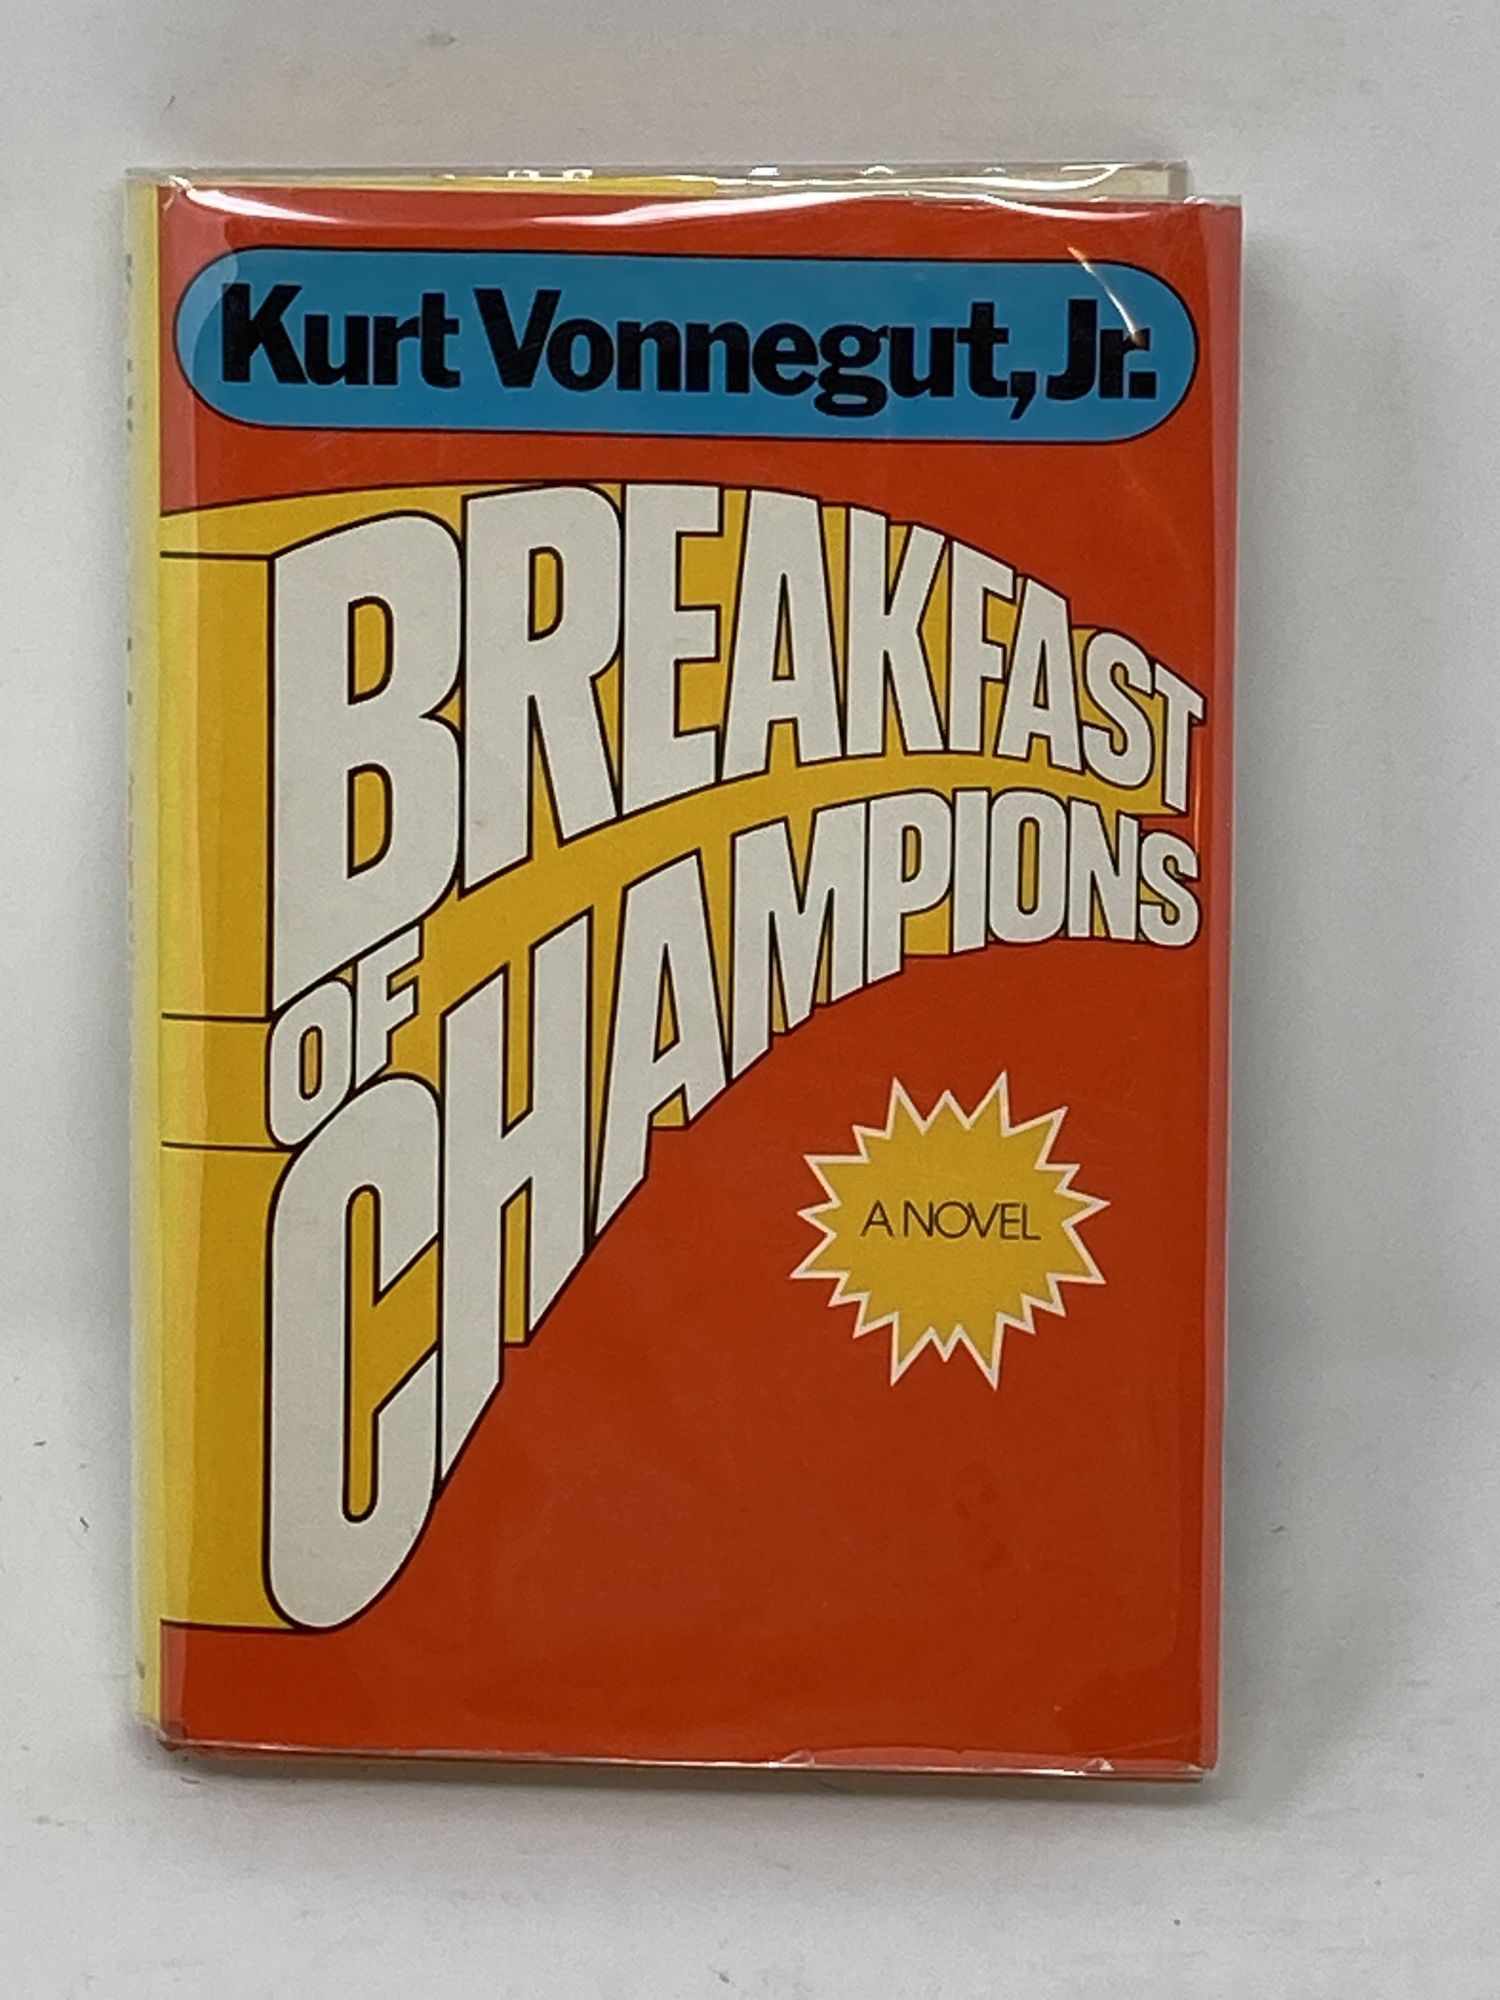 Kurt Vonnegut, Jr.
BREAKFAST
OF
CHAMPIONS
A NOVEL